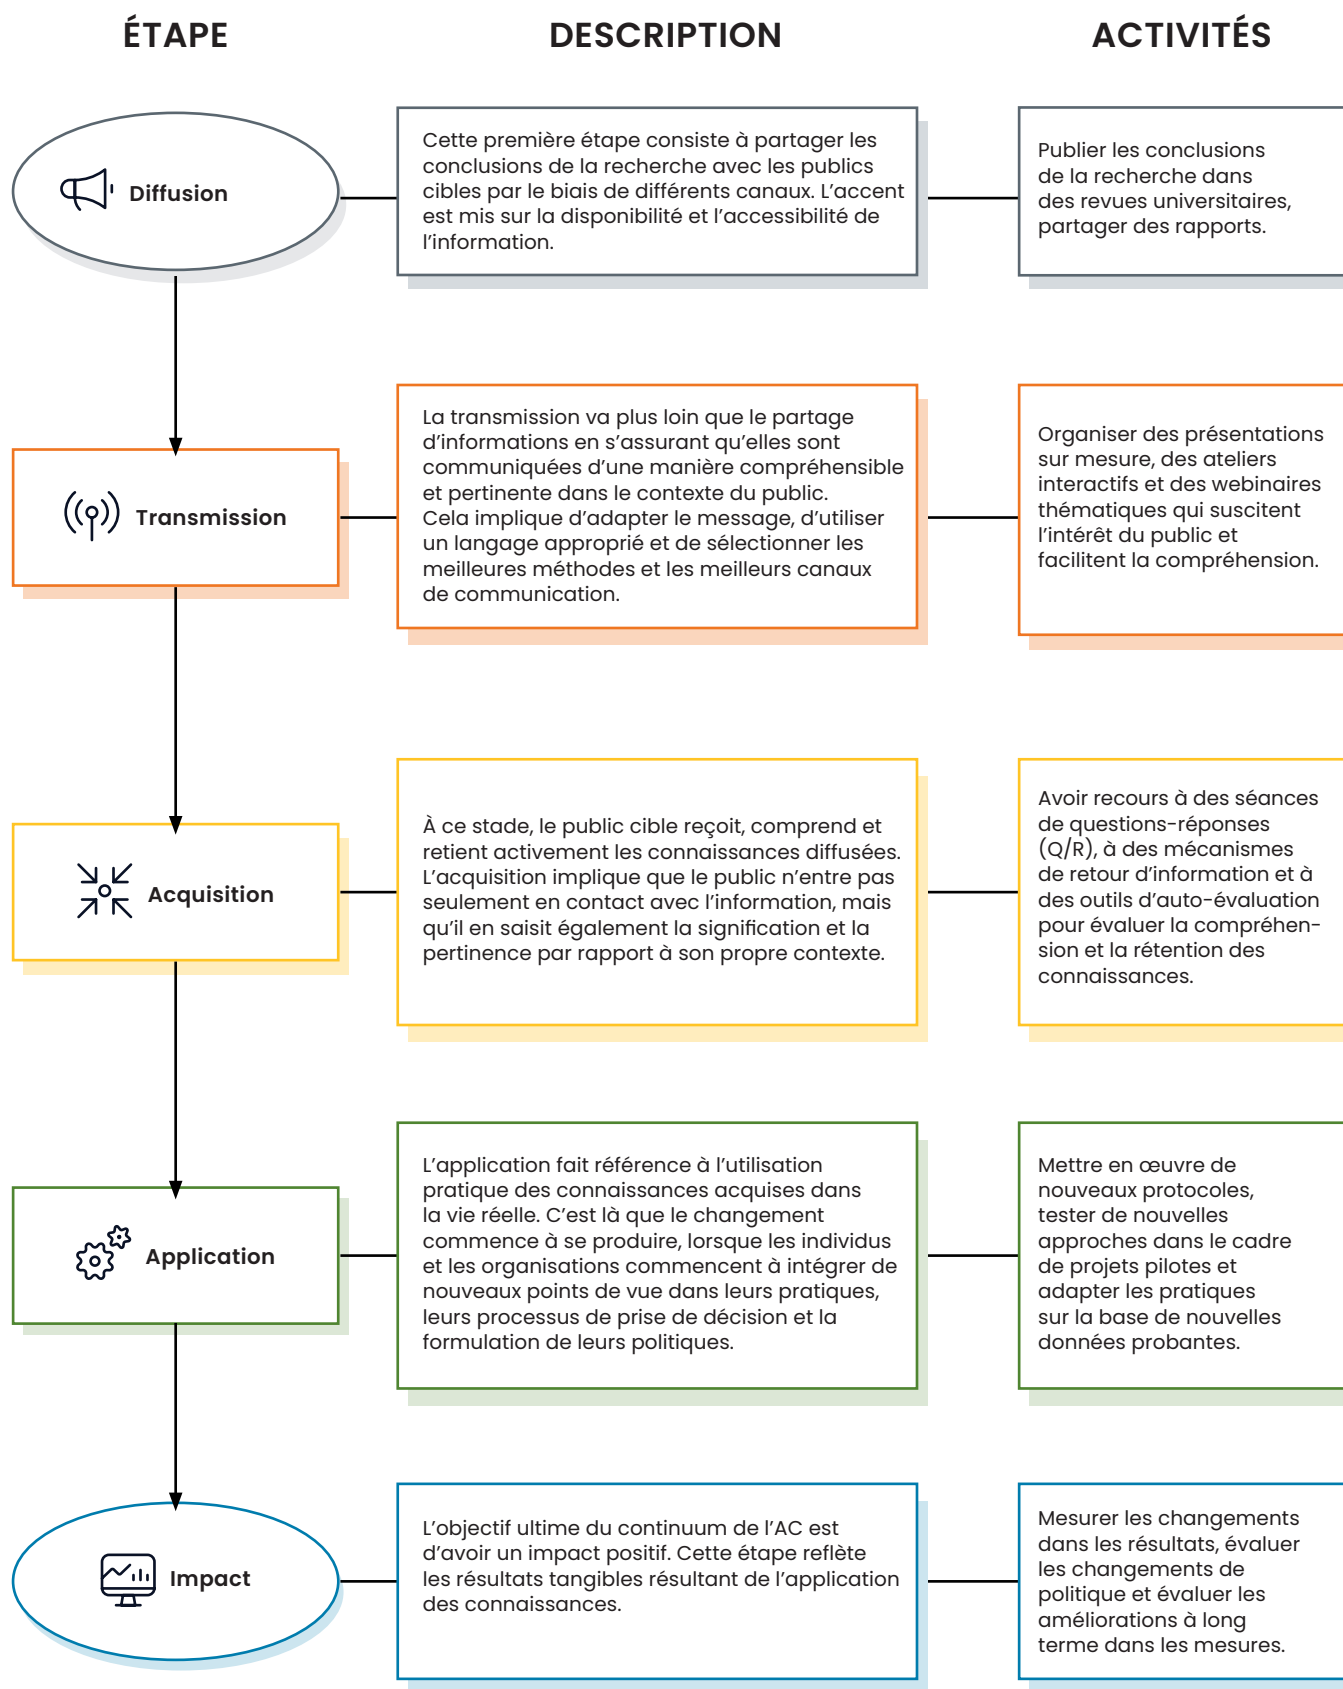 ÉTAPE
DESCRIPTION
ACTIVITÉS
Diffusion
Cette première étape consiste à partager les
conclusions de la recherche avec les publics
cibles par le biais de différents canaux. L’accent
est mis sur la disponibilité et l’accessibilité de
l’information.
Publier les conclusions
de la recherche dans
des revues universitaires,
partager des rapports.
Transmission
La transmission va plus loin que le partage
d’informations en s’assurant qu’elles sont
communiquées d’une manière compréhensible
et pertinente dans le contexte du public.
Cela implique d’adapter le message, d’utiliser
un langage approprié et de sélectionner les
meilleures méthodes et les meilleurs canaux
de communication.
Organiser des présentations
sur mesure, des ateliers
interactifs et des webinaires
thématiques qui suscitent
l’intérêt du public et
facilitent la compréhension.
Acquisition
À ce stade, le public cible reçoit, comprend et
retient activement les connaissances diffusées.
L’acquisition implique que le public n’entre pas
seulement en contact avec l’information, mais
qu’il en saisit également la signification et la
pertinence par rapport à son propre contexte.
Avoir recours à des séances
de questions-réponses
(Q/R), à des mécanismes
de retour d’information et à
des outils d’auto-évaluation
pour évaluer la compréhen-
sion et la rétention des
connaissances.
Application
L’application fait référence à l’utilisation
pratique des connaissances acquises dans
la vie réelle. C’est là que le changement
commence à se produire, lorsque les individus
et les organisations commencent à intégrer de
nouveaux points de vue dans leurs pratiques,
leurs processus de prise de décision et la
formulation de leurs politiques.
Mettre en œuvre de
nouveaux protocoles,
tester de nouvelles
approches dans le cadre
de projets pilotes et
adapter les pratiques
sur la base de nouvelles
données probantes.
Impact
L’objectif ultime du continuum de l’AC est
d’avoir un impact positif. Cette étape reflète
les résultats tangibles résultant de l’application
des connaissances.
Mesurer les changements
dans les résultats, évaluer
les changements de
politique et évaluer les
améliorations à long
terme dans les mesures.